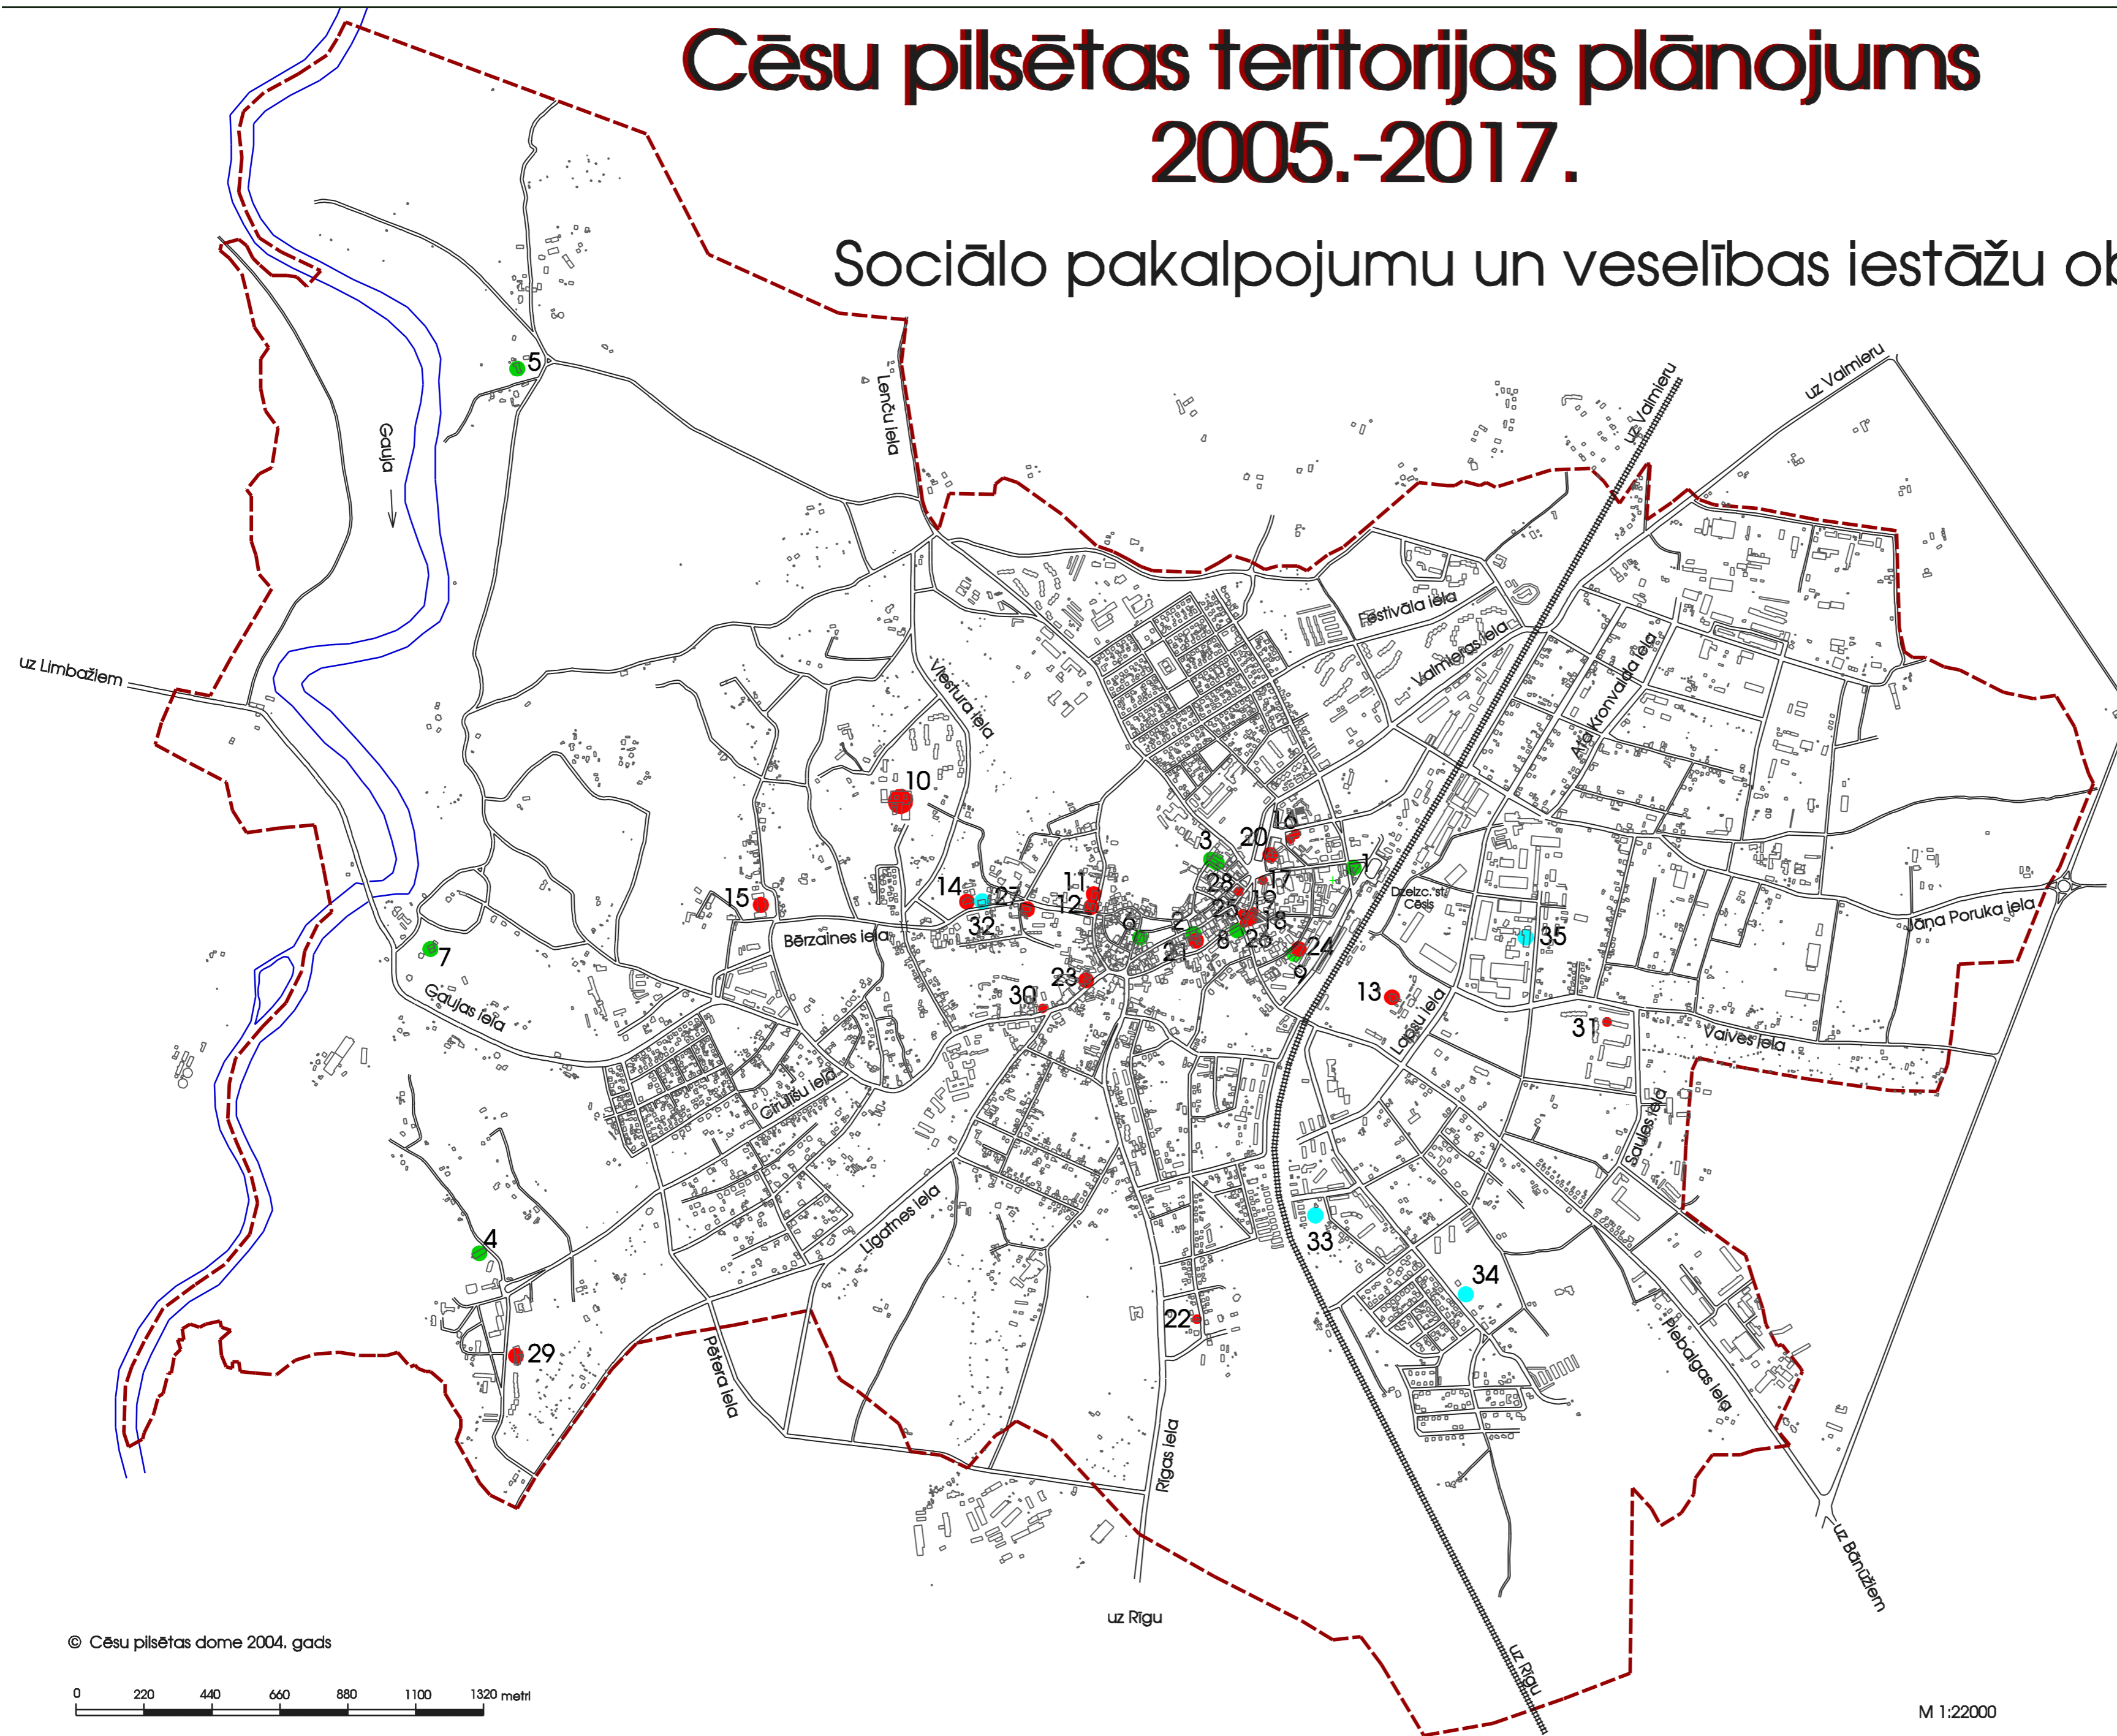 Cēsu pilsētas teritorijas plānojums
2005.-2017.
Sociālo pakalpojumu un veselības iestāžu ob
uz Valmieru
uz Valmieru
5
Lenču iela
Gauja
Festivāla iela
Valmieras iela
Ata Kronvalda iela
uz Limbažiem
Viestura iela
10
16
3
20
1
28
17
14
27
11
12
15
25
19
18
Dzelzc. st.
Cēsis
32
6
2
8
26
21
24
9
35
Jāņa Poruka iela
Bērzaines iela
7
23
30
13
Gaujas iela
31
Lapsu iela
Vaives iela
Cīrulīšu iela
Saules iela
4
Līgatnes iela
33
34
22
29
Pētera iela
Piebalgas iela
Rīgas iela
uz Bānūžiem
uz Rīgu
uz Rīgu
© Cēsu pilsētas dome 2004. gads
0 220 440 660 880 1100 1320 metri
M 1:22000